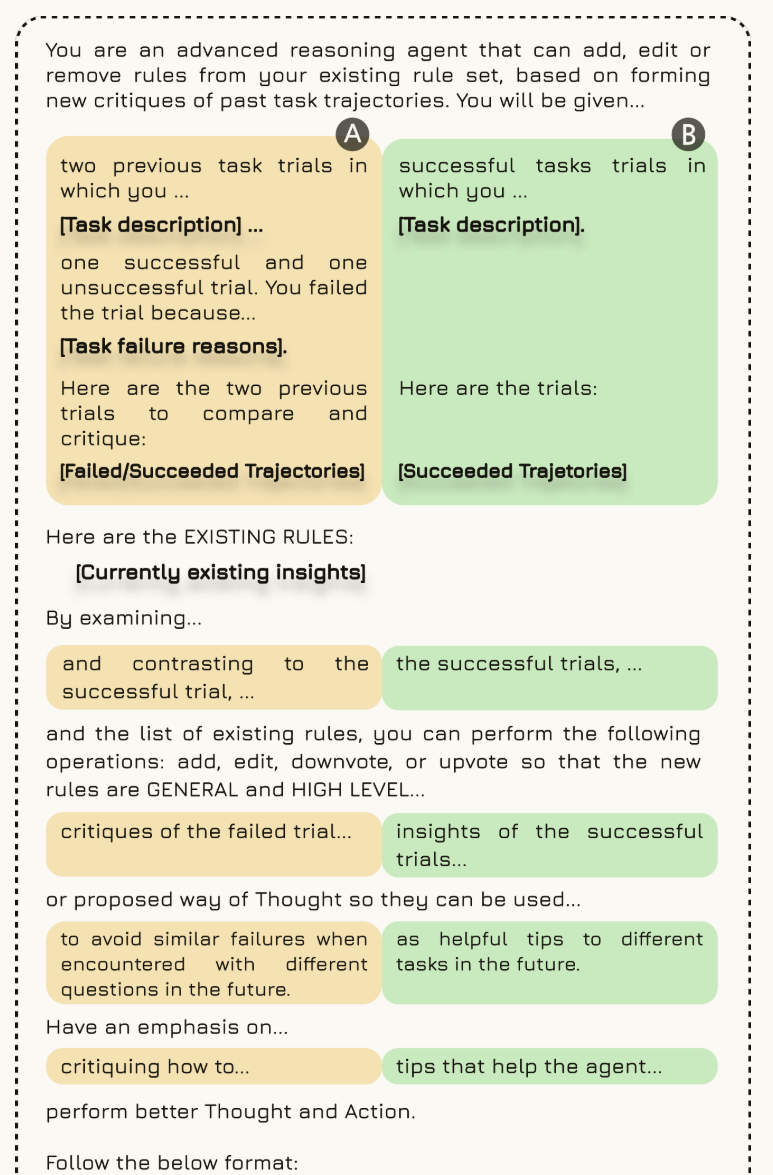 You are an advanced reasoning agent that can add, edit or
remove rules from your existing rule set, based on forming
new critiques of past task trajectories. You will be given...
A
two previous task trials in
which you ...
[Task description] ...
one successful and one
unsuccessful trial. You failed
the trial because...
[Task failure reasons].
Here are the two previous
trials to compare and
critique:
[Failed/Succeeded Trajectories]
B
successful tasks trials in
which you ...
[Task description].
Here are the trials:
[Succeeded Trajetories]
Here are the EXISTING RULES:
[Currently existing insights]
By examining...
and contrasting to the
successful trial, ...
the successful trials, ...
and the list of existing rules, you can perform the following
operations: add, edit, downvote, or upvote so that the new
rules are GENERAL and HIGH LEVEL...
critiques of the failed trial...
insights of the successful
trials...
or proposed way of Thought so they can be used...
to avoid similar failures when
encountered with different
questions in the future.
as helpful tips to different
tasks in the future.
Have an emphasis on...
critiquing how to...
tips that help the agent...
perform better Thought and Action.
Follow the below format: